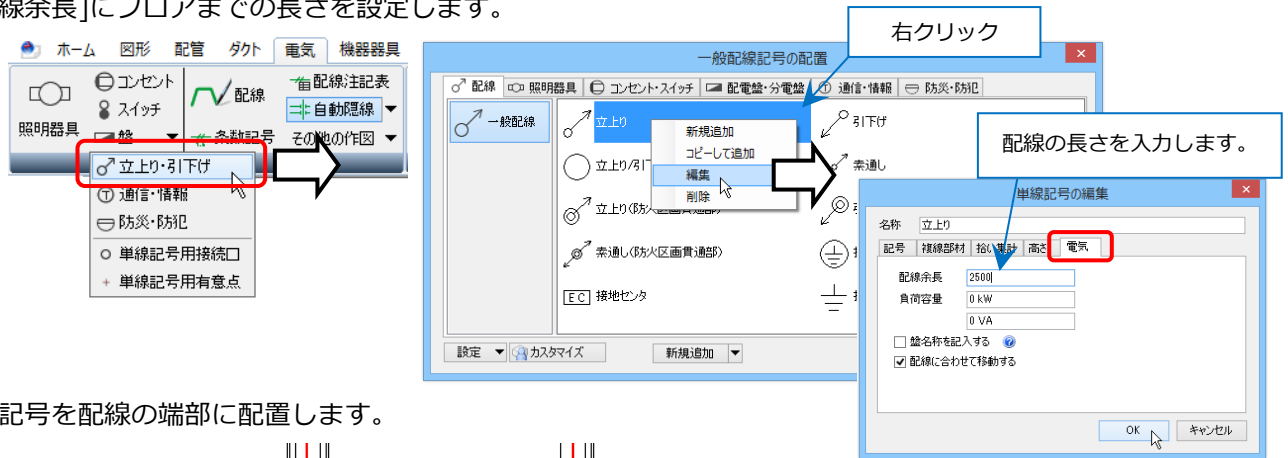 線余長]にフロアまでの長さを設定します。
右クリック
ホーム 図形 配管 ダクト 電気 機器器具
照明器具
コンセント
スイッチ
盤
配線
条数記号
配線注記表
自動隠線
その他の作図
立上り・引下げ
通信・情報
防災・防犯
単線記号用接続口
単線記号用有意点
一般配線記号の配置
配線 照明器具 コンセント・スイッチ 配電盤・分電盤 通信・情報 防災・防犯
一般配線
立上り
引下げ
立上り/引下
素通し
立上り(防火区画貫通部)
素通し(防火区画貫通部)
EC 接地センタ
新規追加
コピーして追加
編集
削除
設定 カスタマイズ 新規追加
配線の長さを入力します。
単線記号の編集
名称 立上り
記号 複線部材 拾い集計 高さ 電気
配線余長 2500
負荷容量 0 kW
0 VA
盤名称を記入する
配線に合わせて移動する
OK キャンセル
記号を配線の端部に配置します。